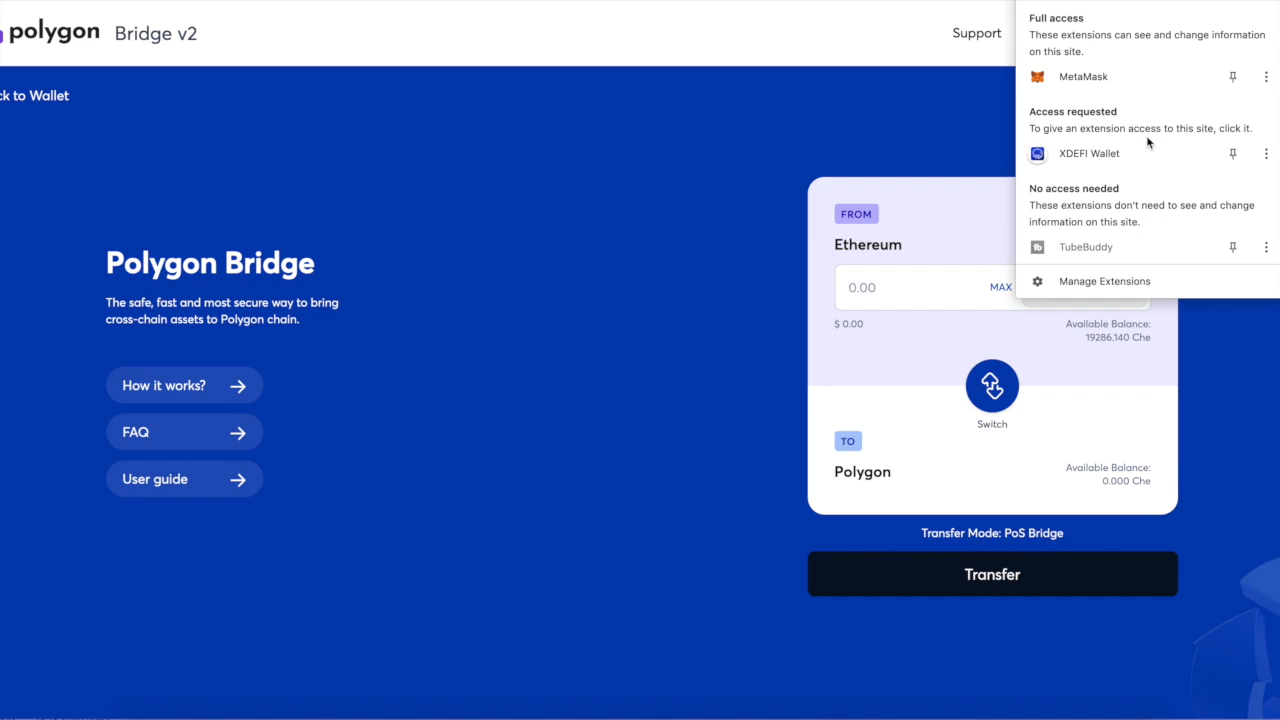 polygon Bridge v2
Support
ck to Wallet
Polygon Bridge
The safe, fast and most secure way to bring
cross-chain assets to Polygon chain.
How it works?
FAQ
User guide
FROM
Ethereum
0.00
MAX
$ 0.00
Available Balance:
19286.140 Che
Switch
TO
Polygon
Available Balance:
0.000 Che
Transfer Mode: PoS Bridge
Transfer
Full access
These extensions can see and change information
on this site.
MetaMask
Access requested
To give an extension access to this site, click it.
XDEFI Wallet
No access needed
These extensions don't need to see and change
information on this site.
tb
TubeBuddy
Manage Extensions